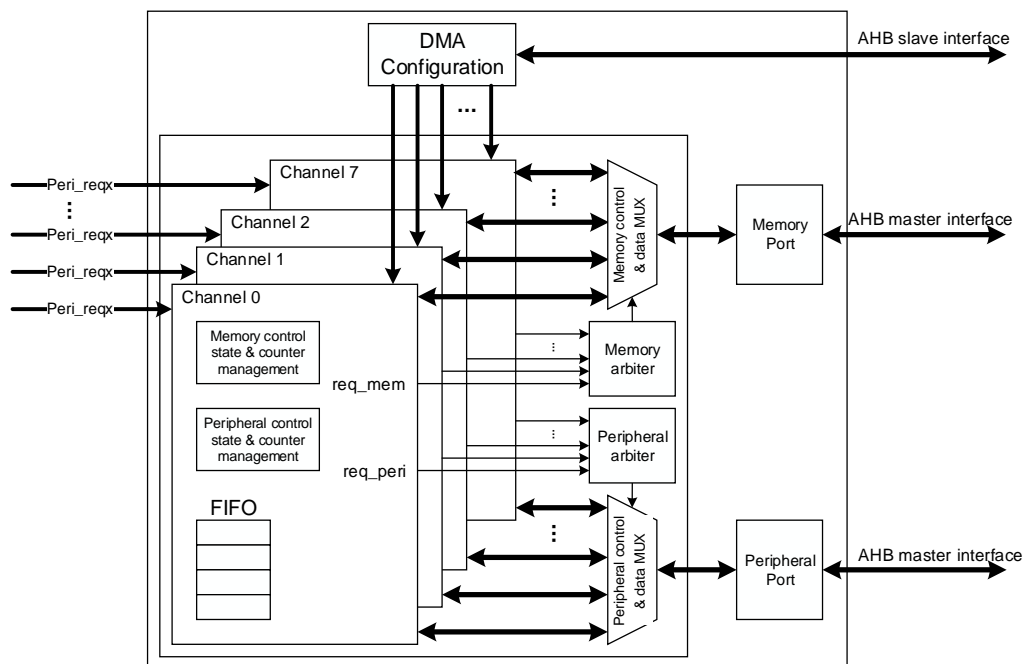 DMA
Configuration
AHB slave interface
...
Channel 7
Peri_reqx
...
Channel 2
Peri_reqx
Channel 1
Peri_reqx
Channel 0
Peri_reqx
...
Memory control
& data MUX
Memory
Port
AHB master interface
Memory control
state & counter
management
req_mem
...
Memory
arbiter
Peripheral control
state & counter
management
req_peri
...
Peripheral
arbiter
FIFO
...
Peripheral control
& data MUX
Peripheral
Port
AHB master interface